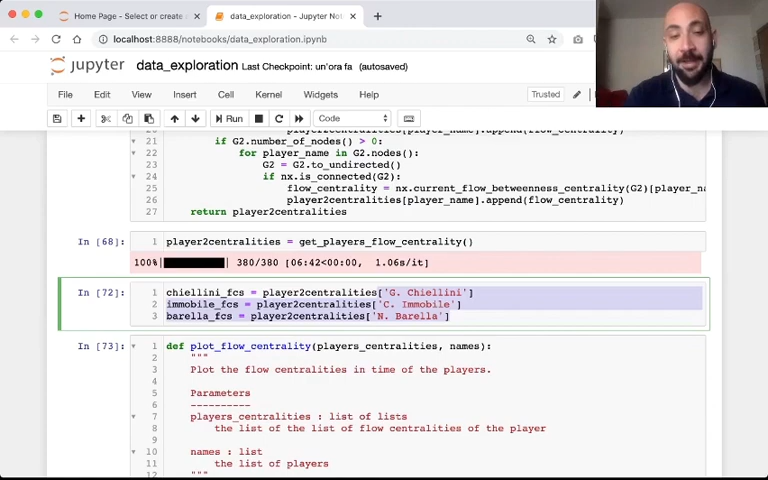 Home Page - Select or create
data_exploration - Jupyter Not
localhost:8888/notebooks/data_exploration.ipynb
jupyter data_exploration Last Checkpoint: un'ora fa (autosaved)
File Edit View Insert Cell Kernel Widgets Help Trusted
Run Code
player2centralities[player_name].append(flow_centrality)
21 if G2.number_of_nodes() > 0:
22 for player_name in G2.nodes():
23 G2 = G2.to_undirected()
24 if nx.is_connected(G2):
25 flow_centrality = nx.current_flow_betweenness_centrality(G2)[player_na
26 player2centralities[player_name].append(flow_centrality)
27 return player2centralities
In [68]: 1 player2centralities = get_players_flow_centrality()
100%| | 380/380 [06:42<00:00, 1.06s/it]
In [72]: 1 chiellini_fcs = player2centralities['G. Chiellini']
2 immobile_fcs = player2centralities['C. Immobile']
3 barella_fcs = player2centralities['N. Barella']
In [73]: 1 def plot_flow_centrality(players_centralities, names):
2 """
3 Plot the flow centralities in time of the players.
4
5 Parameters
6 ----------
7 players_centralities : list of lists
8 the list of the list of flow centralities of the player
9
10 names : list
11 the list of players
12 """